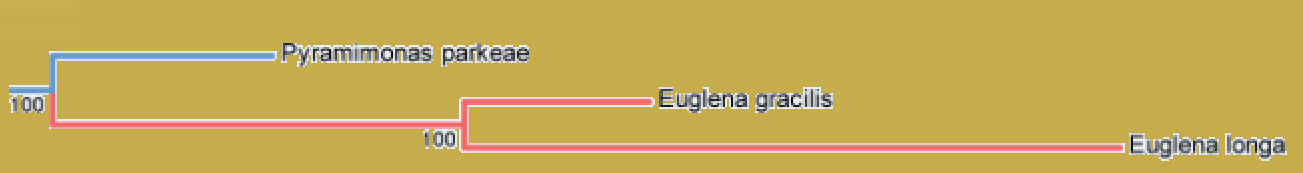 Pyramimonas parkeae
100
Euglena gracilis
100
Euglena longa